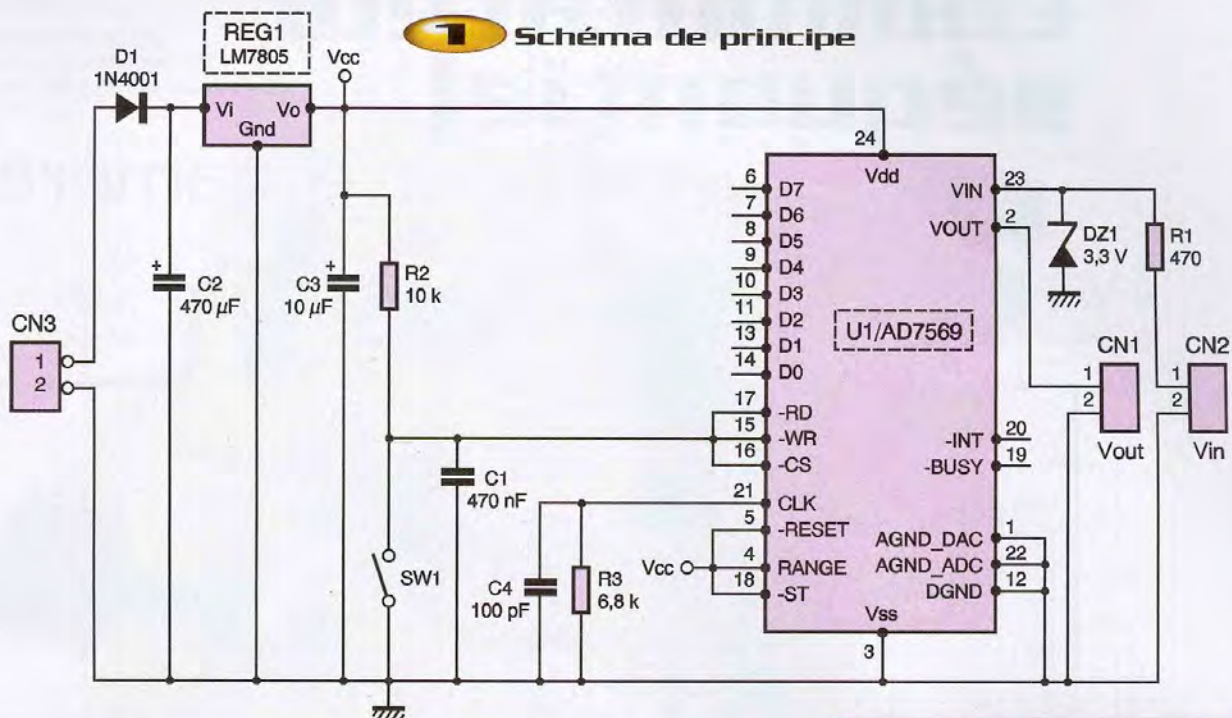 1 Schéma de principe
REG1
LM7805
D1
1N4001
Vcc
Vi
Vo
Gnd
C2
470 µF
C3
10 µF
R2
10 k
CN3
1
2
C1
470 nF
SW1
C4
100 pF
R3
6,8 k
Vcc
24
Vdd
6 D7
7 D6
8 D5
9 D4
10 D3
11 D2
13 D1
14 D0
17 -RD
15 -WR
16 -CS
21 CLK
5 -RESET
4 RANGE
18 -ST
U1/AD7569
VIN 23
VOUT 2
-INT 20
-BUSY 19
AGND_DAC 1
AGND_ADC 22
DGND 12
Vss
3
DZ1
3,3 V
R1
470
CN1
1
2
Vout
CN2
1
2
Vin